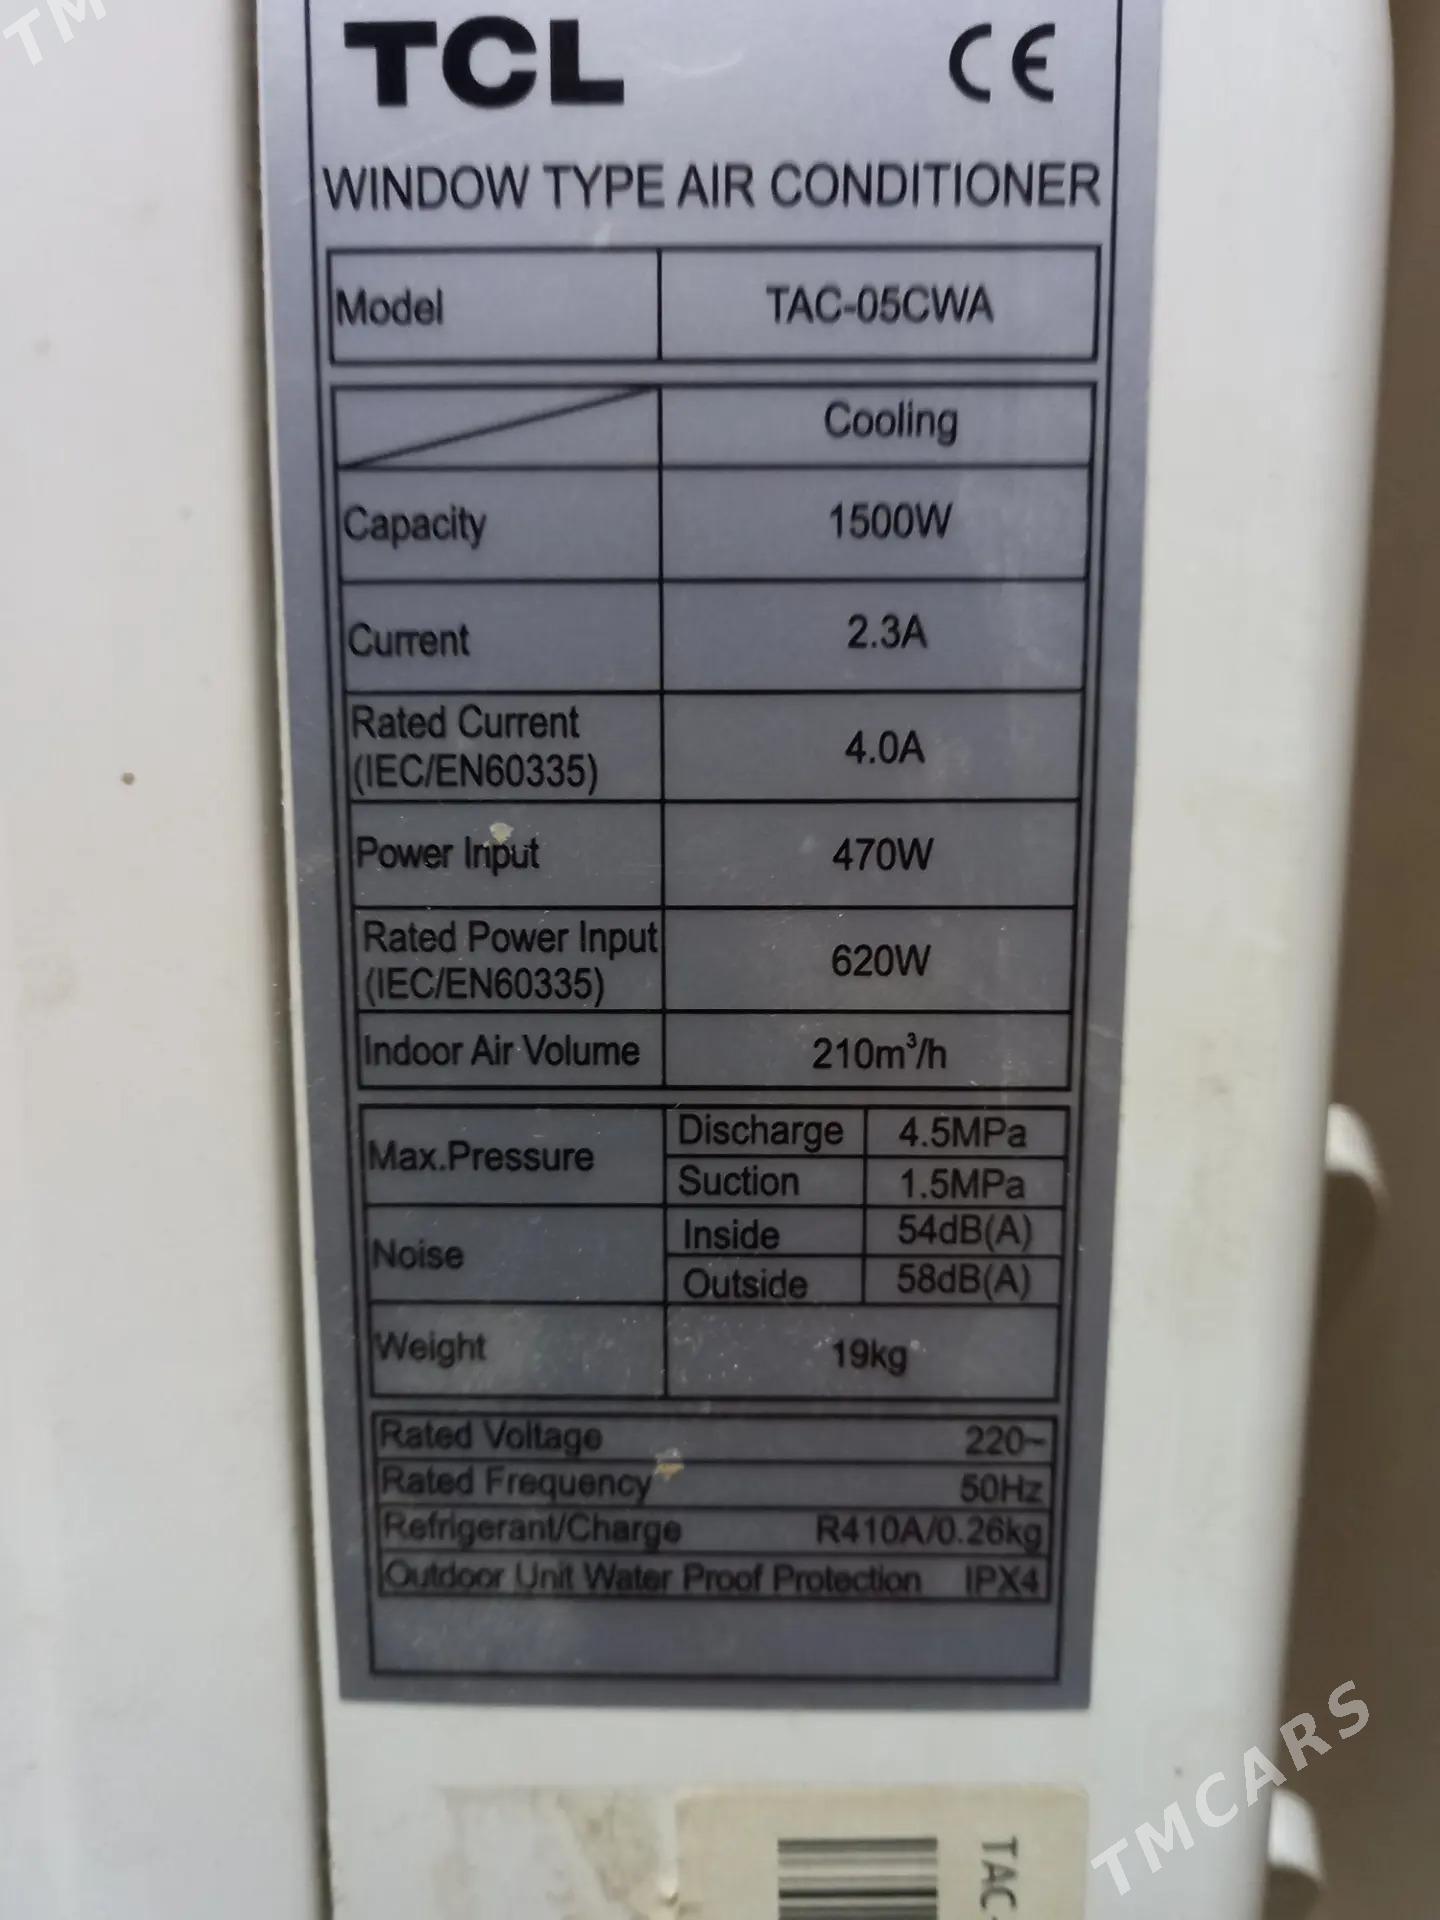 TM
TCL CE
WINDOW TYPE AIR CONDITIONER
Model TAC-05CWA
Cooling
Capacity 1500W
Current 2.3A
Rated Current
(IEC/EN60335) 4.0A
Power Input 470W
Rated Power Input
(IEC/EN60335) 620W
Indoor Air Volume 210m³/h
Max.Pressure Discharge 4.5MPa
Suction 1.5MPa
Noise Inside 54dB(A)
Outside 58dB(A)
Weight 19kg
Rated Voltage 220~
Rated Frequency 50Hz
Refrigerant/Charge R410A/0.26kg
Outdoor Unit Water Proof Protection IPX4
TAC-
TMCARS